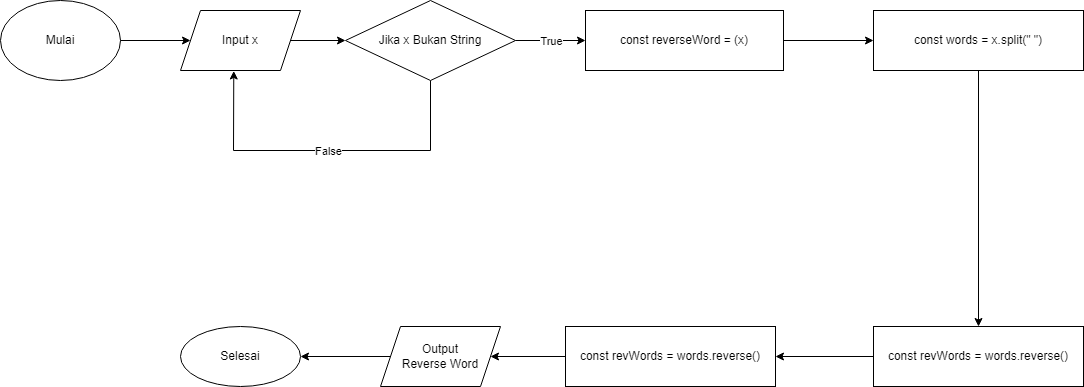 Mulai
Input x
Jika x Bukan String
True
const reverseWord = (x)
const words = x.split(" ")
False
Selesai
Output
Reverse Word
const revWords = words.reverse()
const revWords = words.reverse()